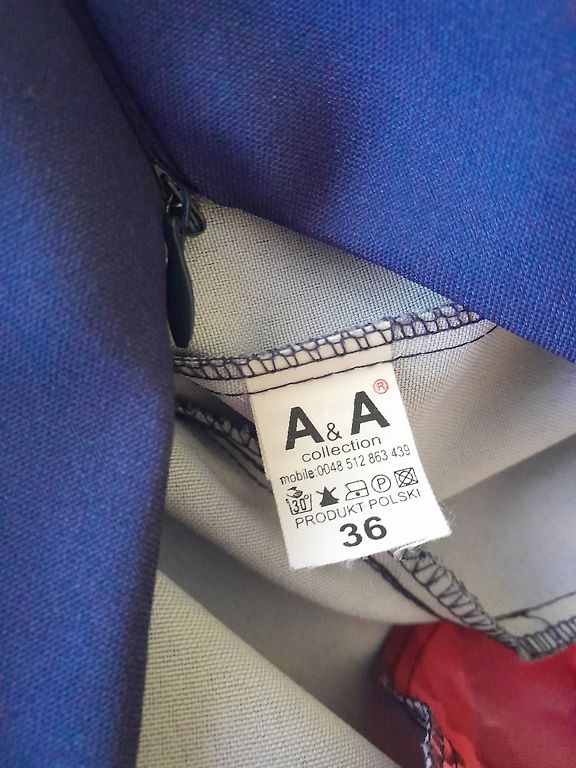 A & A ®
collection
mobile:0048 512 863 439
30° P
PRODUKT POLSKI
36